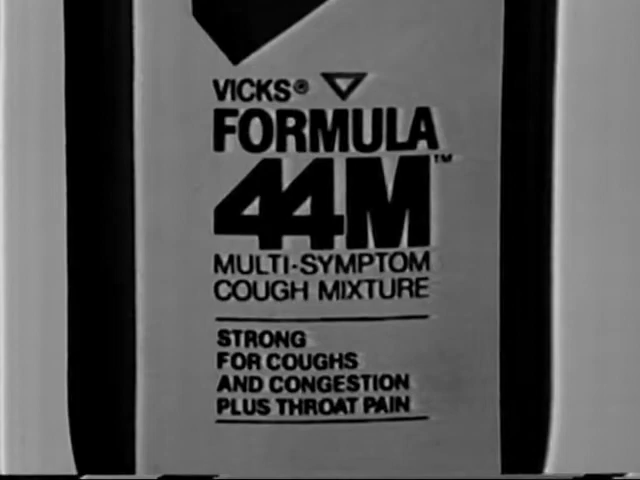 VICKS®
FORMULA
44M™
MULTI-SYMPTOM
COUGH MIXTURE
STRONG
FOR COUGHS
AND CONGESTION
PLUS THROAT PAIN